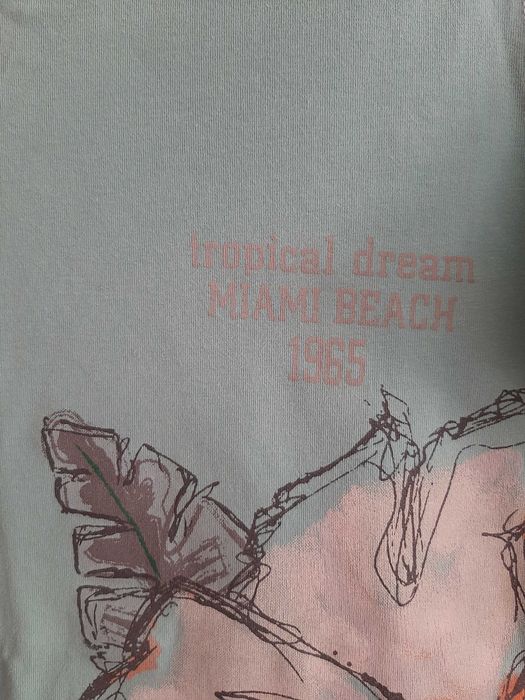 tropical dream
MIAMI BEACH
1965